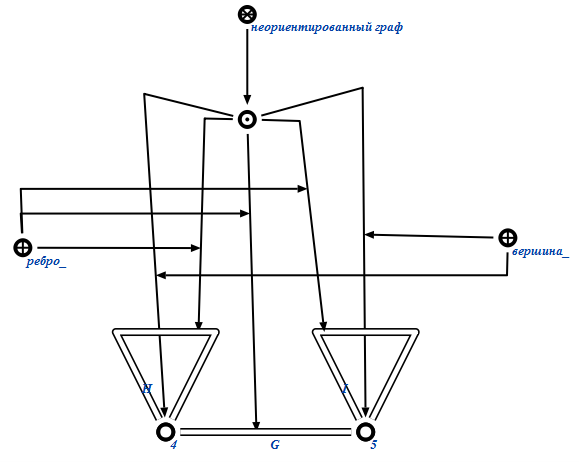 неориентированный граф
ребро_
вершина_
H
I
4
G
5